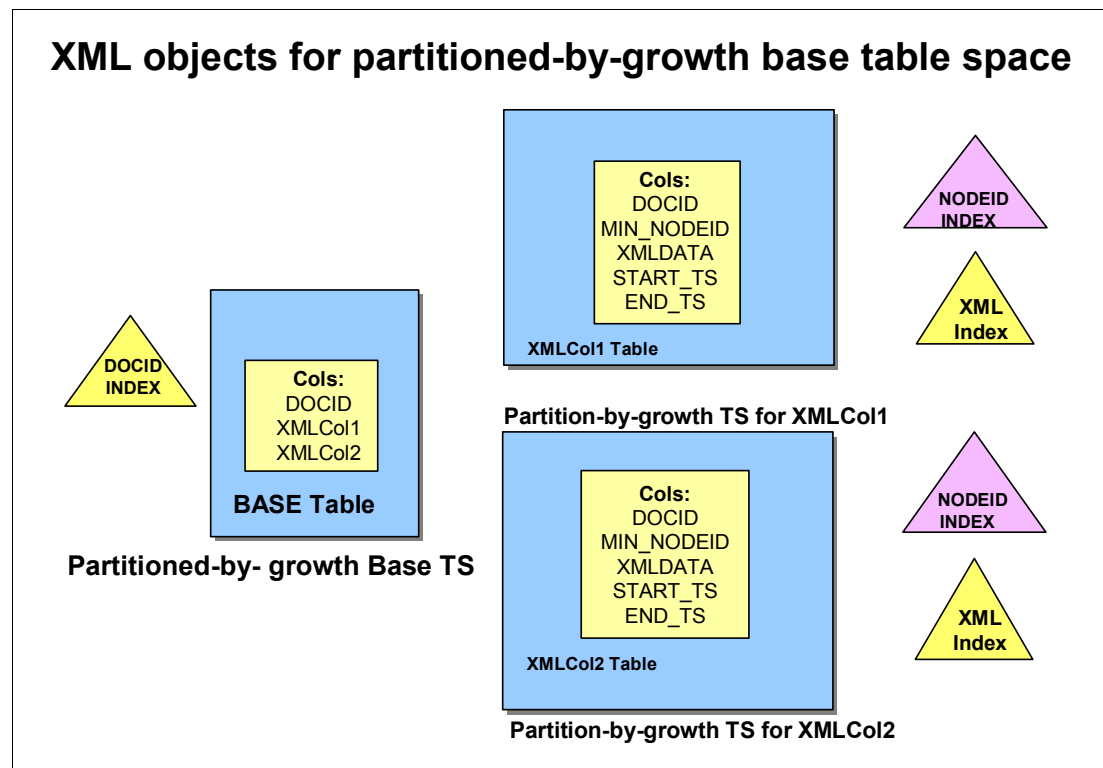 XML objects for partitioned-by-growth base table space
DOCID
INDEX
Cols:
DOCID
XMLCol1
XMLCol2
BASE Table
Partitioned-by- growth Base TS
Cols:
DOCID
MIN_NODEID
XMLDATA
START_TS
END_TS
XMLCol1 Table
Partition-by-growth TS for XMLCol1
NODEID
INDEX
XML
Index
Cols:
DOCID
MIN_NODEID
XMLDATA
START_TS
END_TS
XMLCol2 Table
Partition-by-growth TS for XMLCol2
NODEID
INDEX
XML
Index